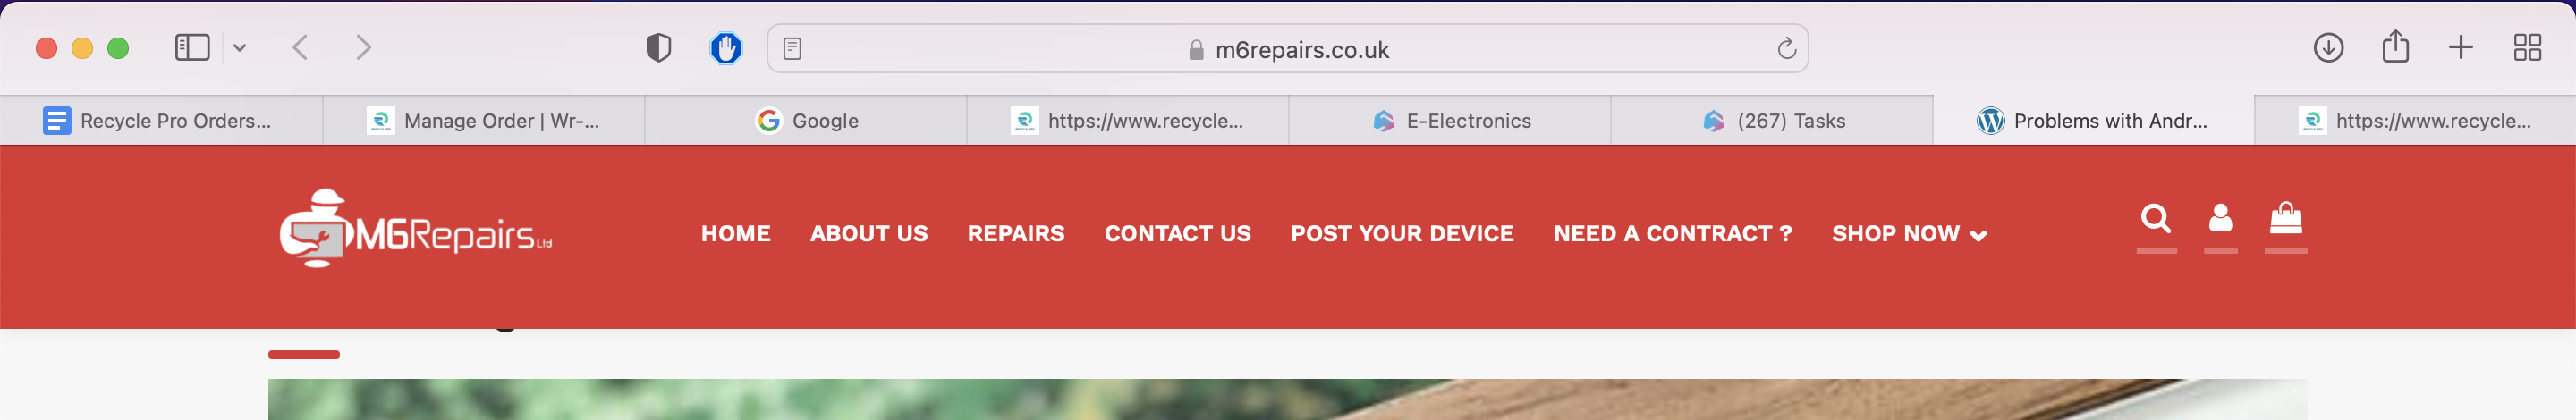 m6repairs.co.uk
Recycle Pro Orders...
Manage Order | Wr-...
Google
https://www.recycle...
E-Electronics
(267) Tasks
Problems with Andr...
https://www.recycle...
M6Repairs Ltd
HOME
ABOUT US
REPAIRS
CONTACT US
POST YOUR DEVICE
NEED A CONTRACT ?
SHOP NOW